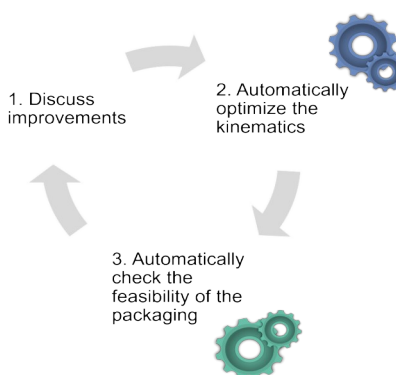 1. Discuss
improvements
2. Automatically
optimize the
kinematics
3. Automatically
check the
feasibility of the
packaging